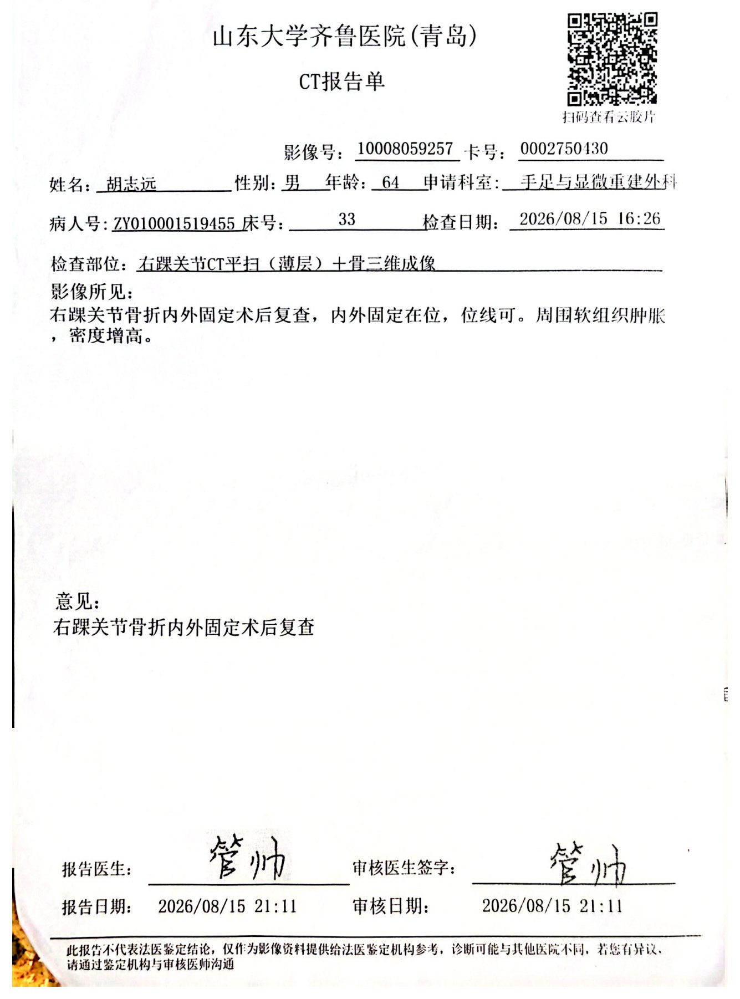 山东大学齐鲁医院(青岛)
CT报告单
扫码查看云胶片
影像号: 10008059257 卡号: 0002750430
姓名: 胡志远 性别: 男 年龄: 64 申请科室: 手足与显微重建外科
病人号: ZY010001519455 床号: 33 检查日期: 2026/08/15 16:26
检查部位: 右踝关节CT平扫（薄层）＋骨三维成像
影像所见:
右踝关节骨折内外固定术后复查，内外固定在位，位线可。周围软组织肿胀
，密度增高。
意见:
右踝关节骨折内外固定术后复查
报告医生: 管帅 审核医生签字: 管帅
报告日期: 2026/08/15 21:11 审核日期: 2026/08/15 21:11
此报告不代表法医鉴定结论，仅作为影像资料提供给法医鉴定机构参考，诊断可能与其他医院不同，若您有异议，
请通过鉴定机构与审核医师沟通